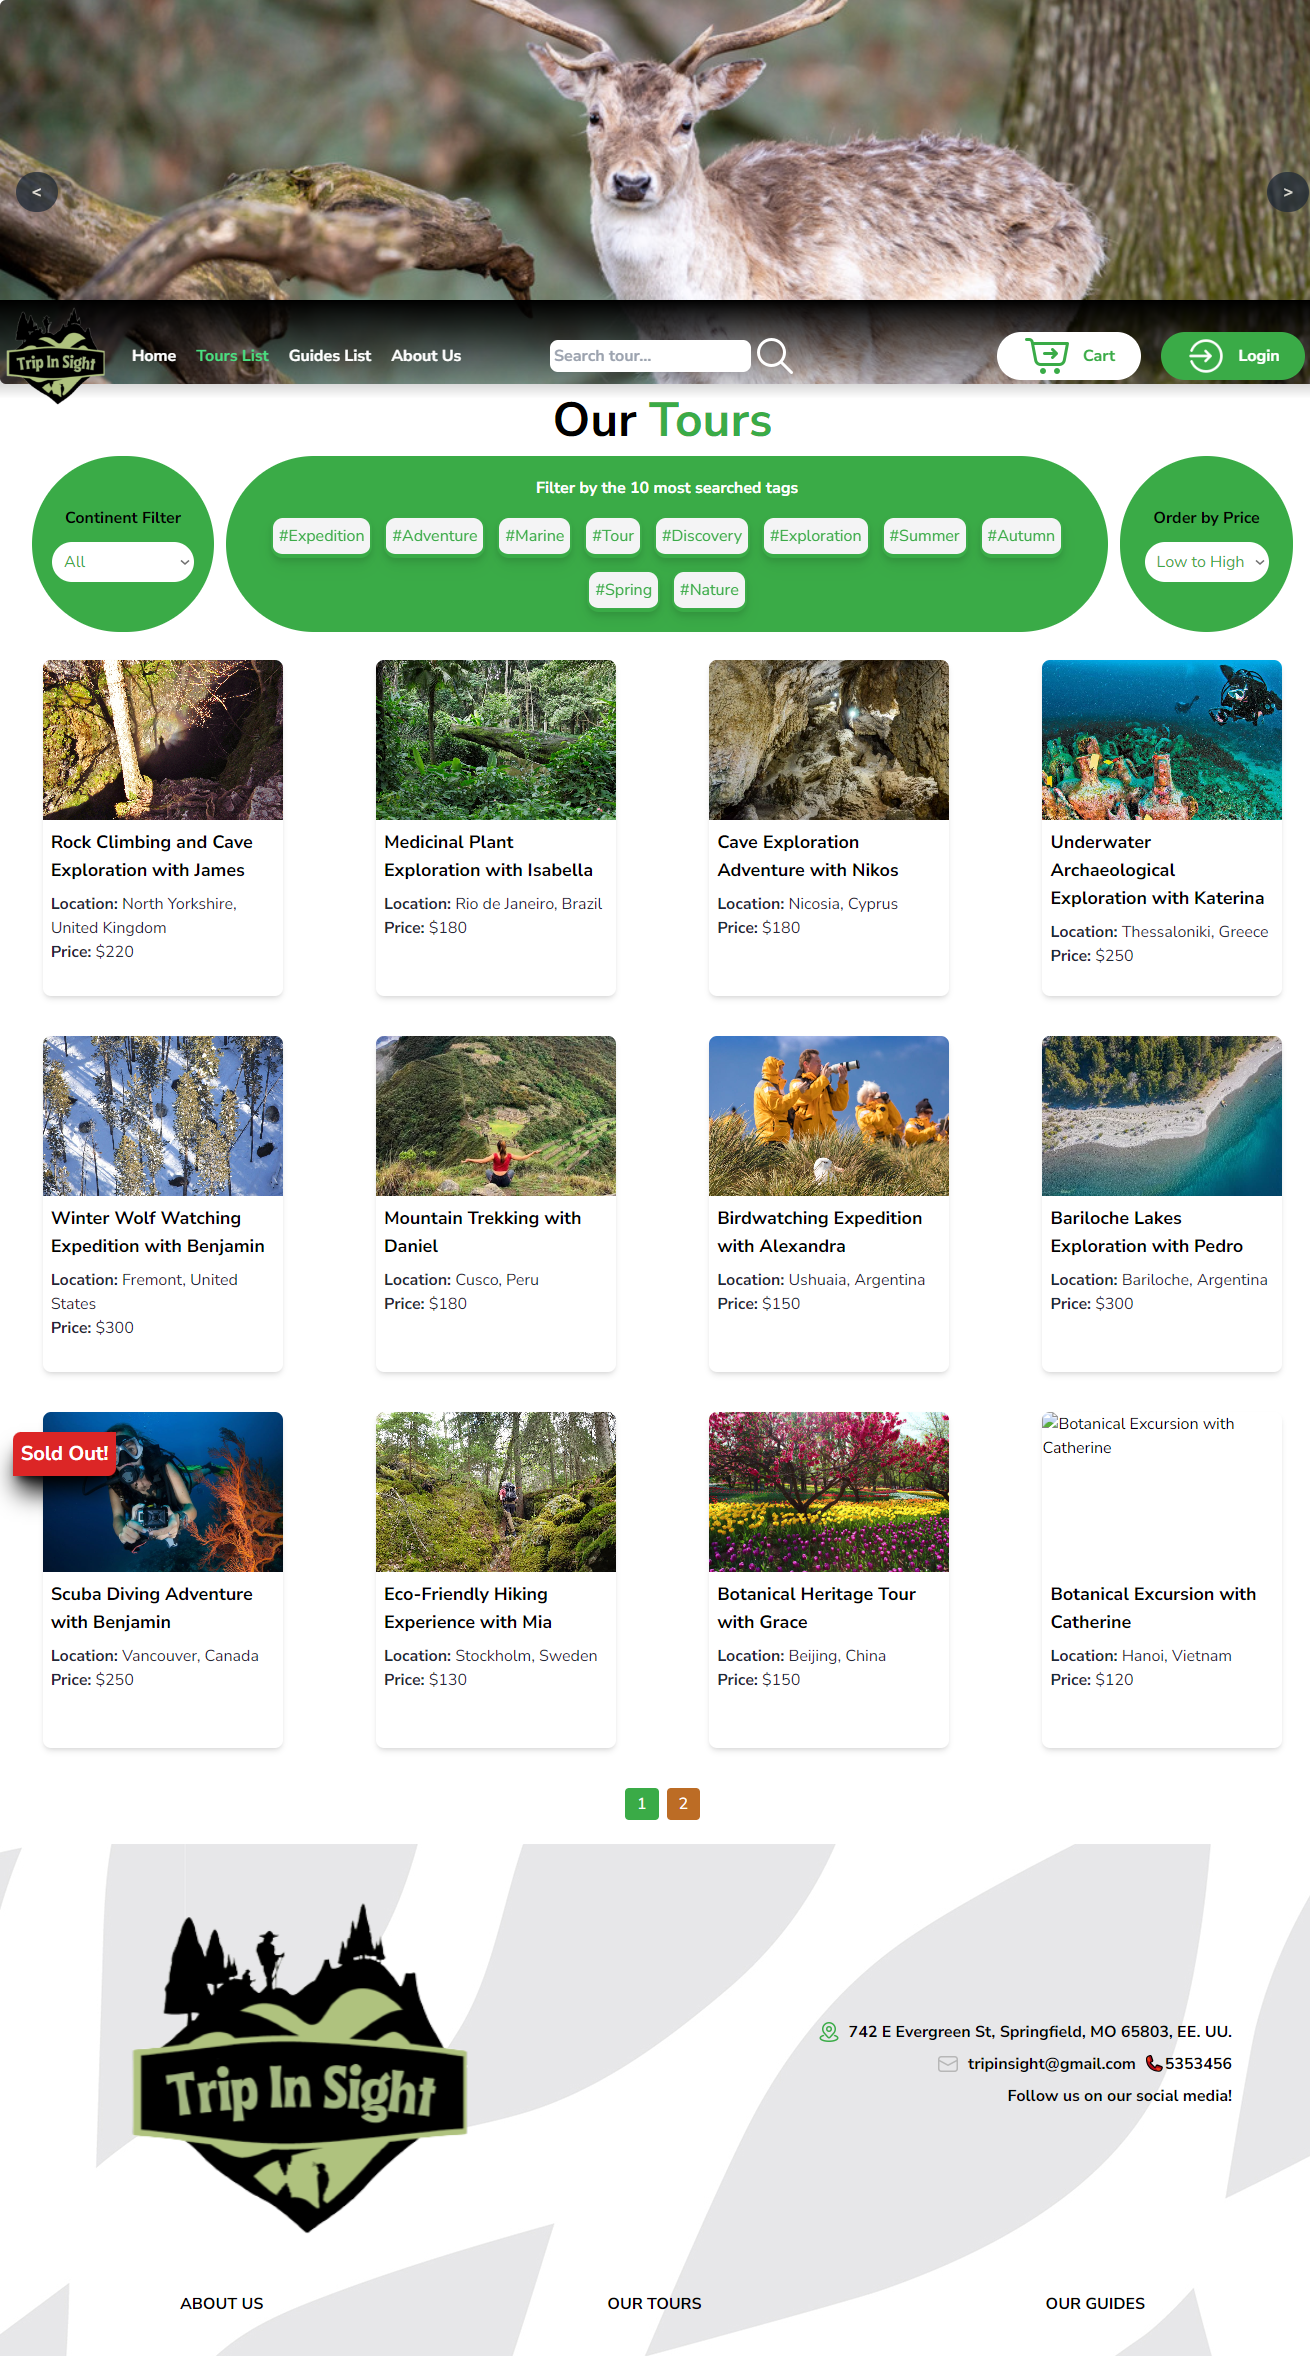 <
>
Trip In Sight
Home
Tours List
Guides List
About Us
Search tour...
Cart
Login
Our Tours
Continent Filter
All
Filter by the 10 most searched tags
#Expedition
#Adventure
#Marine
#Tour
#Discovery
#Exploration
#Summer
#Autumn
#Spring
#Nature
Order by Price
Low to High
Rock Climbing and Cave
Exploration with James
Location: North Yorkshire,
United Kingdom
Price: $220
Medicinal Plant
Exploration with Isabella
Location: Rio de Janeiro, Brazil
Price: $180
Cave Exploration
Adventure with Nikos
Location: Nicosia, Cyprus
Price: $180
Underwater
Archaeological
Exploration with Katerina
Location: Thessaloniki, Greece
Price: $250
Winter Wolf Watching
Expedition with Benjamin
Location: Fremont, United
States
Price: $300
Mountain Trekking with
Daniel
Location: Cusco, Peru
Price: $180
Birdwatching Expedition
with Alexandra
Location: Ushuaia, Argentina
Price: $150
Bariloche Lakes
Exploration with Pedro
Location: Bariloche, Argentina
Price: $300
Sold Out!
Scuba Diving Adventure
with Benjamin
Location: Vancouver, Canada
Price: $250
Eco-Friendly Hiking
Experience with Mia
Location: Stockholm, Sweden
Price: $130
Botanical Heritage Tour
with Grace
Location: Beijing, China
Price: $150
Botanical Excursion with
Catherine
Botanical Excursion with
Catherine
Location: Hanoi, Vietnam
Price: $120
1
2
Trip In Sight
742 E Evergreen St, Springfield, MO 65803, EE. UU.
tripinsight@gmail.com 5353456
Follow us on our social media!
ABOUT US
OUR TOURS
OUR GUIDES